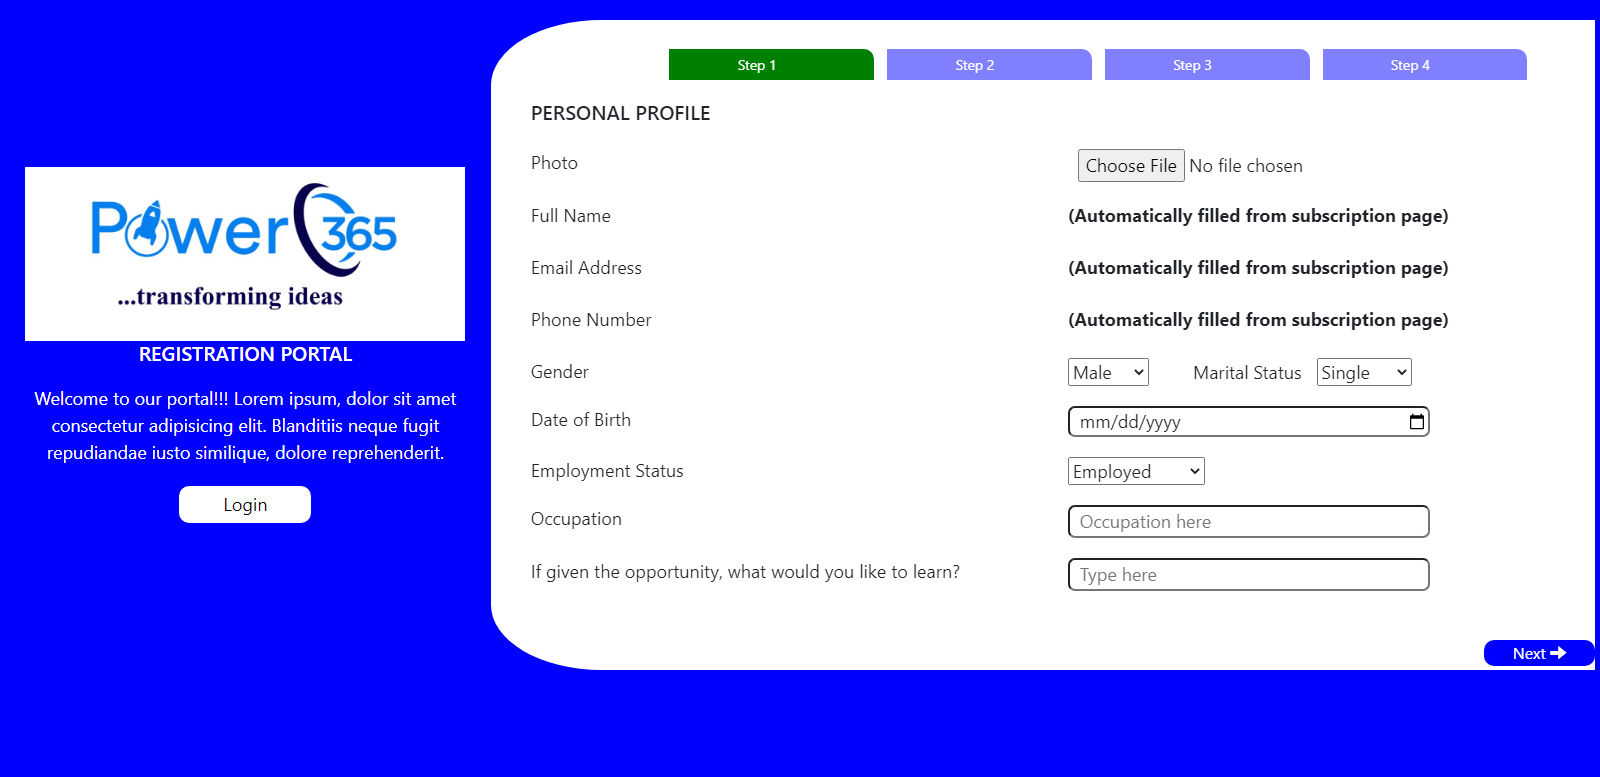 Power 365
...transforming ideas
REGISTRATION PORTAL
Welcome to our portal!!! Lorem ipsum, dolor sit amet
consectetur adipisicing elit. Blanditiis neque fugit
repudiandae iusto similique, dolore reprehenderit.
Login
Step 1 Step 2 Step 3 Step 4
PERSONAL PROFILE
Photo Choose File No file chosen
Full Name (Automatically filled from subscription page)
Email Address (Automatically filled from subscription page)
Phone Number (Automatically filled from subscription page)
Gender Male Marital Status Single
Date of Birth mm/dd/yyyy
Employment Status Employed
Occupation Occupation here
If given the opportunity, what would you like to learn? Type here
Next